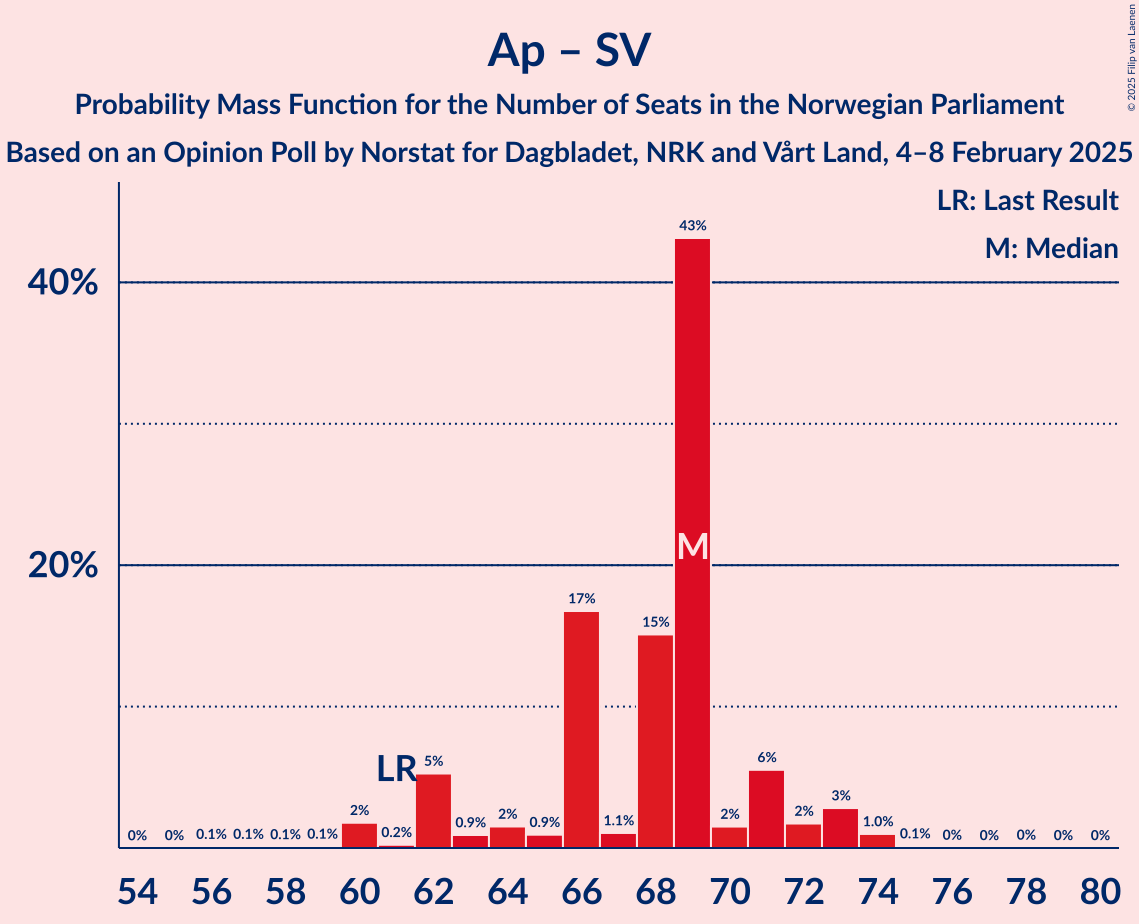 © 2025 Filip van Laenen
Ap – SV
Probability Mass Function for the Number of Seats in the Norwegian Parliament
Based on an Opinion Poll by Norstat for Dagbladet, NRK and Vårt Land, 4–8 February 2025
LR: Last Result
M: Median
40%
20%
43%
M
17%
15%
LR
5%
6%
2%
0.9%
2%
0.9%
1.1%
2%
2%
3%
1.0%
0% 0% 0.1% 0.1% 0.1% 0.1% 0.2% 0.1% 0% 0% 0% 0% 0%
54 56 58 60 62 64 66 68 70 72 74 76 78 80